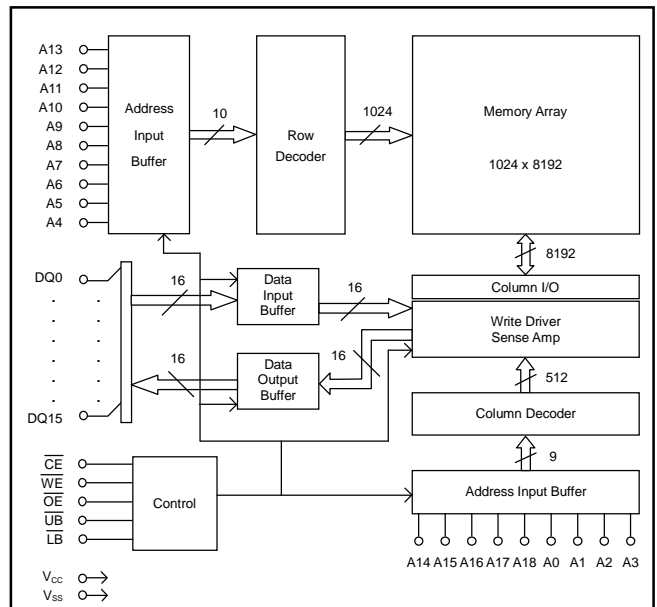 A13
A12
A11
A10
A9
A8
A7
A6
A5
A4
Address
Input
Buffer
10
Row
Decoder
1024
Memory Array
1024 x 8192
8192
DQ0
.
.
.
.
.
DQ15
16
Data
Input
Buffer
16
Column I/O
Write Driver
Sense Amp
16
Data
Output
Buffer
16
512
Column Decoder
9
Address Input Buffer
A14 A15 A16 A17 A18 A0 A1 A2 A3
CE
WE
OE
UB
LB
Control
VCC
VSS